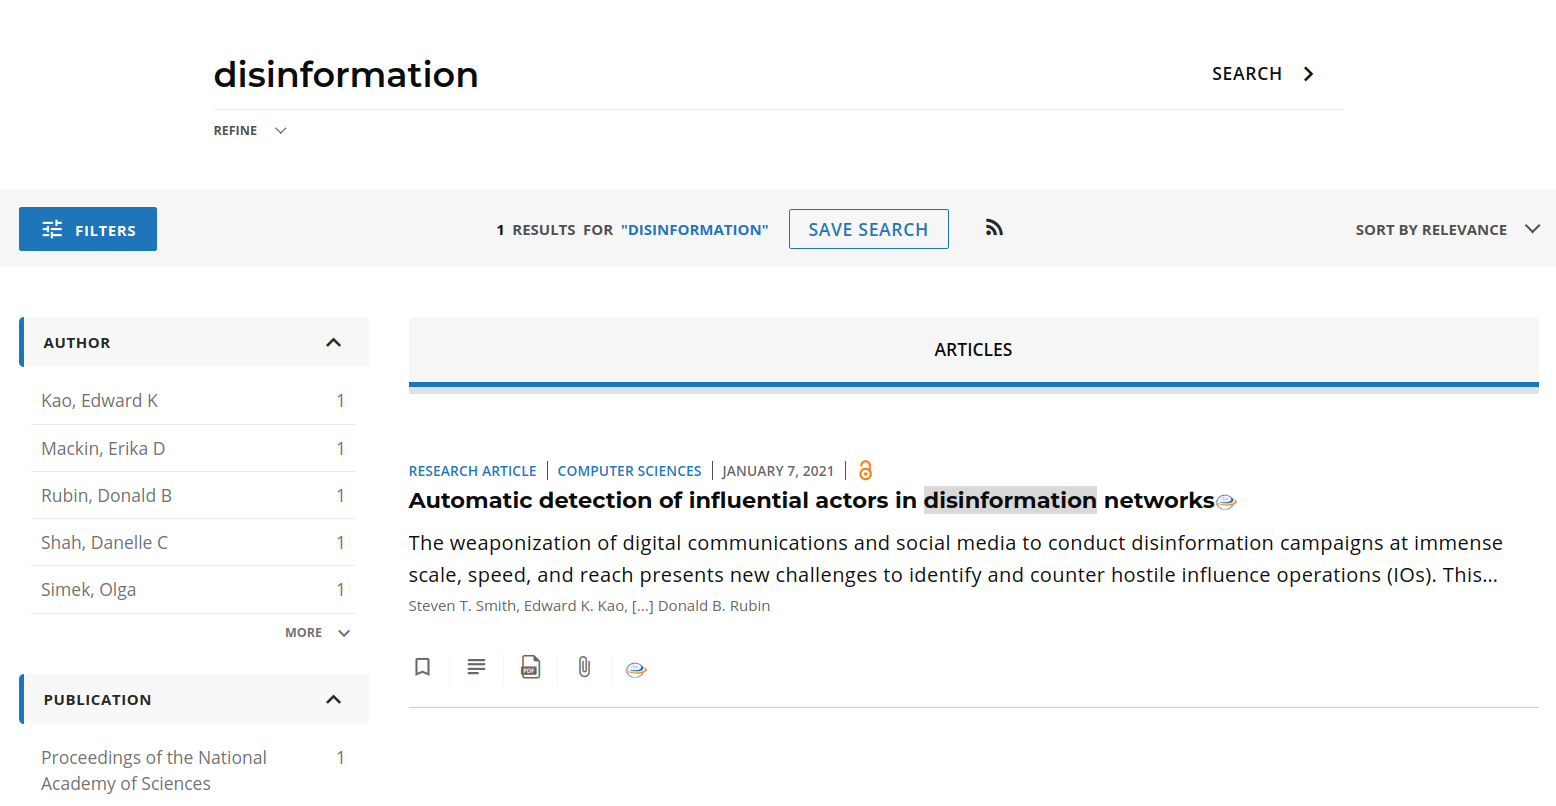 disinformation
SEARCH
REFINE
FILTERS
1 RESULTS FOR "DISINFORMATION"
SAVE SEARCH
SORT BY RELEVANCE
AUTHOR
Kao, Edward K 1
Mackin, Erika D 1
Rubin, Donald B 1
Shah, Danelle C 1
Simek, Olga 1
MORE
PUBLICATION
Proceedings of the National 1
Academy of Sciences
ARTICLES
RESEARCH ARTICLE | COMPUTER SCIENCES | JANUARY 7, 2021 |
Automatic detection of influential actors in disinformation networks
The weaponization of digital communications and social media to conduct disinformation campaigns at immense
scale, speed, and reach presents new challenges to identify and counter hostile influence operations (IOs). This...
Steven T. Smith, Edward K. Kao, [...] Donald B. Rubin
PDF